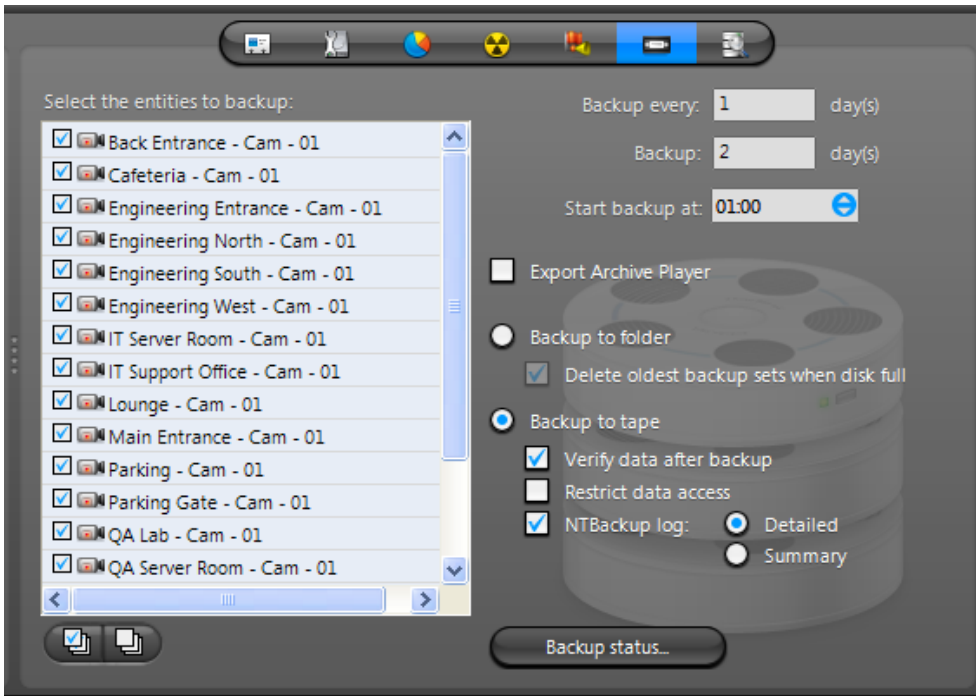 Select the entities to backup:
Back Entrance - Cam - 01
Cafeteria - Cam - 01
Engineering Entrance - Cam - 01
Engineering North - Cam - 01
Engineering South - Cam - 01
Engineering West - Cam - 01
IT Server Room - Cam - 01
IT Support Office - Cam - 01
Lounge - Cam - 01
Main Entrance - Cam - 01
Parking - Cam - 01
Parking Gate - Cam - 01
QA Lab - Cam - 01
QA Server Room - Cam - 01
Backup every: 1 day(s)
Backup: 2 day(s)
Start backup at: 01:00
Export Archive Player
Backup to folder
Delete oldest backup sets when disk full
Backup to tape
Verify data after backup
Restrict data access
NTBackup log: Detailed
Summary
Backup status...